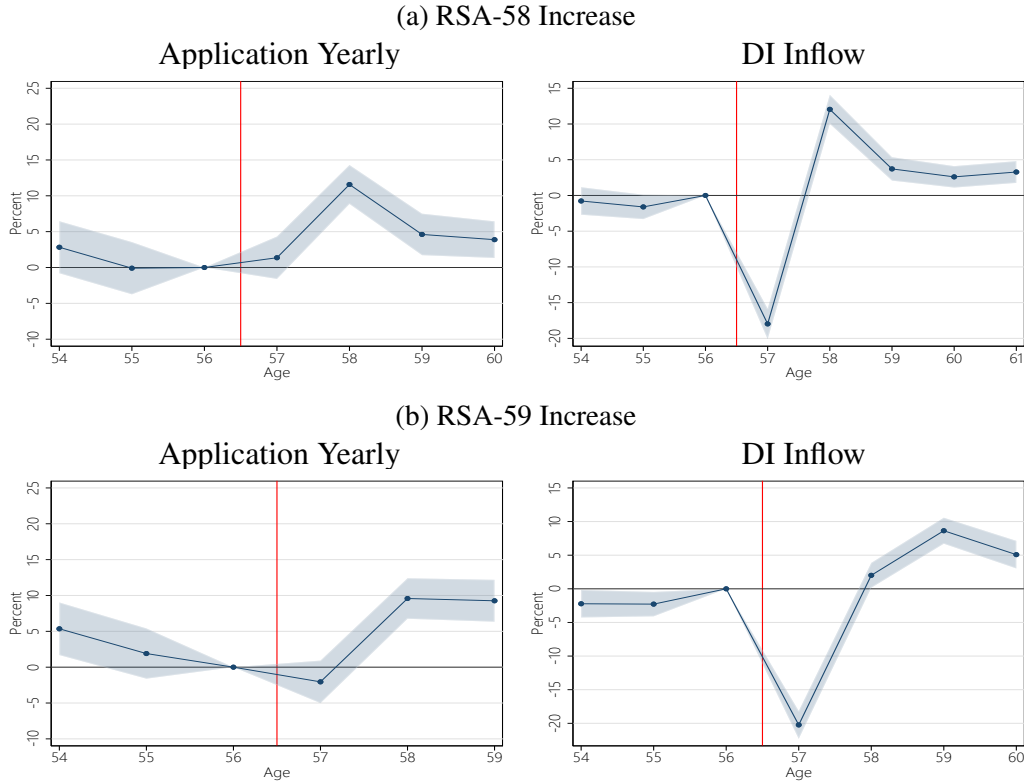 (a) RSA-58 Increase
Application Yearly
DI Inflow
Percent
25
20
15
10
5
0
-5
-10
54 55 56 57 58 59 60
Age
Percent
15
10
5
0
-5
-10
-15
-20
54 55 56 57 58 59 60 61
Age
(b) RSA-59 Increase
Application Yearly
DI Inflow
Percent
25
20
15
10
5
0
-5
-10
54 55 56 57 58 59
Age
Percent
15
10
5
0
-5
-10
-15
-20
54 55 56 57 58 59 60
Age